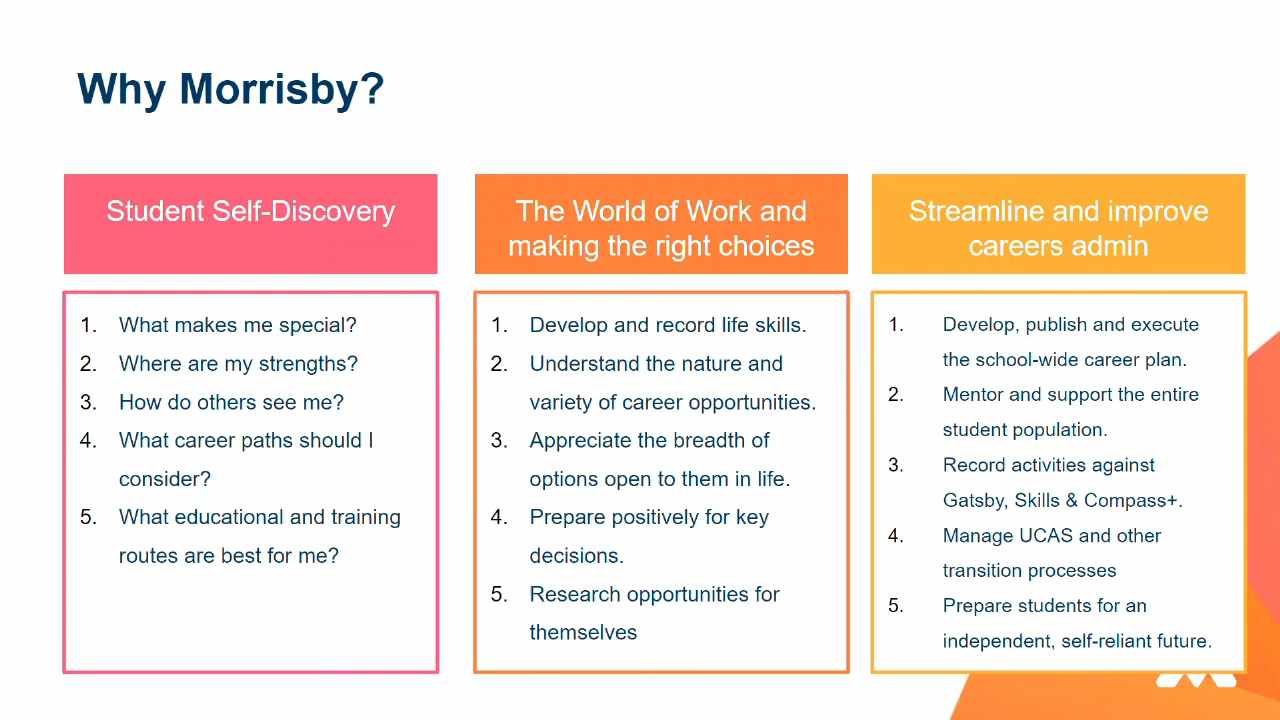 Why Morrisby?
Student Self-Discovery
1. What makes me special?
2. Where are my strengths?
3. How do others see me?
4. What career paths should I
consider?
5. What educational and training
routes are best for me?
The World of Work and
making the right choices
1. Develop and record life skills.
2. Understand the nature and
variety of career opportunities.
3. Appreciate the breadth of
options open to them in life.
4. Prepare positively for key
decisions.
5. Research opportunities for
themselves
Streamline and improve
careers admin
1. Develop, publish and execute
the school-wide career plan.
2. Mentor and support the entire
student population.
3. Record activities against
Gatsby, Skills & Compass+.
4. Manage UCAS and other
transition processes
5. Prepare students for an
independent, self-reliant future.